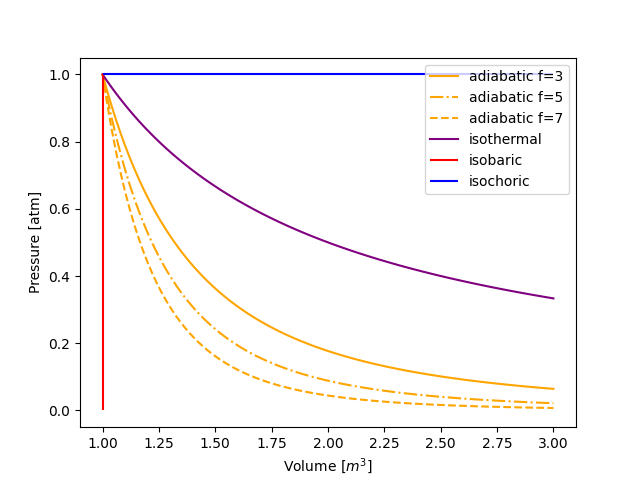 1.0
0.8
0.6
0.4
0.2
0.0
Pressure [atm]
adiabatic f=3
adiabatic f=5
adiabatic f=7
isothermal
isobaric
isochoric
1.00 1.25 1.50 1.75 2.00 2.25 2.50 2.75 3.00
Volume [m³]